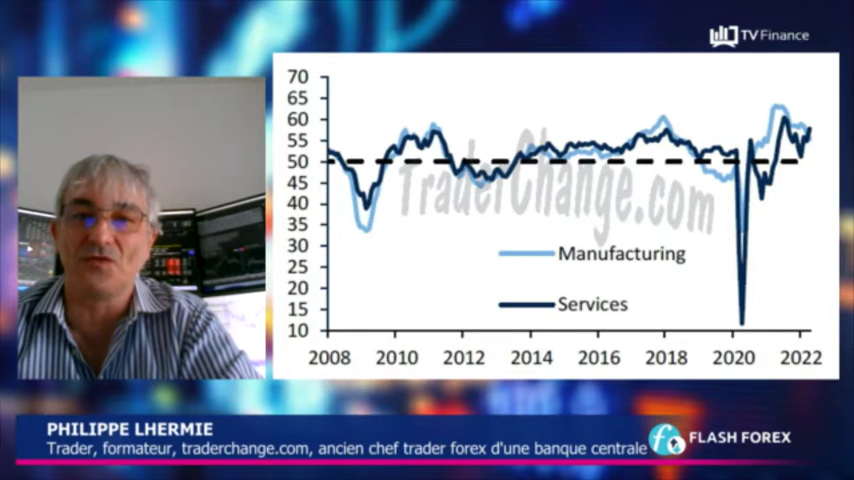 TV Finance
70
65
60
55
50
45
40
35
30
25
20
15
10
TraderChange.com
Manufacturing
Services
2008 2010 2012 2014 2016 2018 2020 2022
PHILIPPE LHERMIE
Trader, formateur, traderchange.com, ancien chef trader forex d'une banque centrale
FLASH FOREX